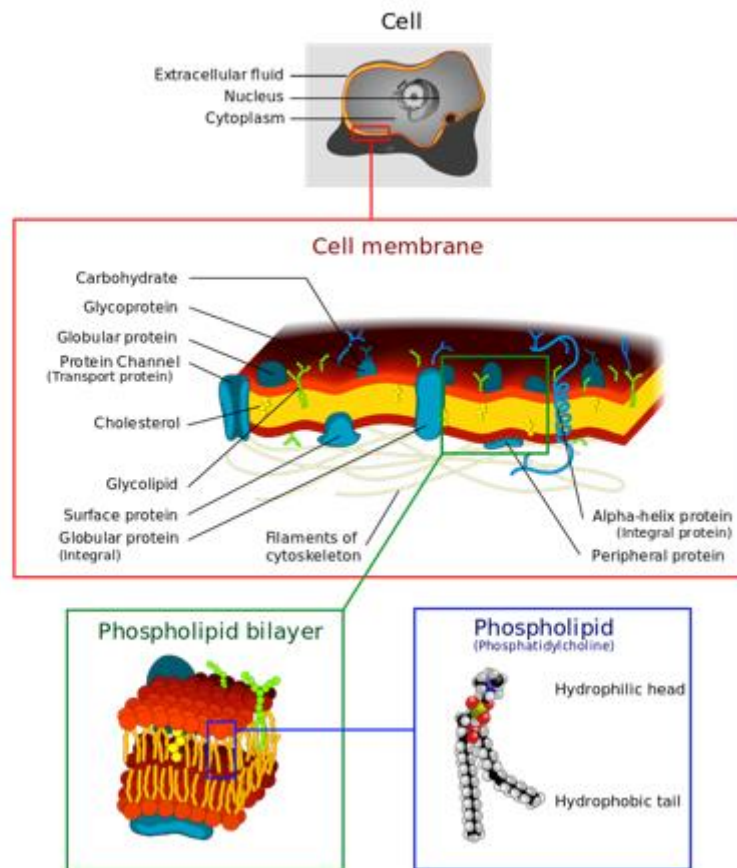 Cell
Extracellular fluid
Nucleus
Cytoplasm
Cell membrane
Carbohydrate
Glycoprotein
Globular protein
Protein Channel
(Transport protein)
Cholesterol
Glycolipid
Surface protein
Globular protein
(Integral)
Filaments of
cytoskeleton
Alpha-helix protein
(Integral protein)
Peripheral protein
Phospholipid bilayer
Phospholipid
(Phosphatidylcholine)
Hydrophilic head
Hydrophobic tail